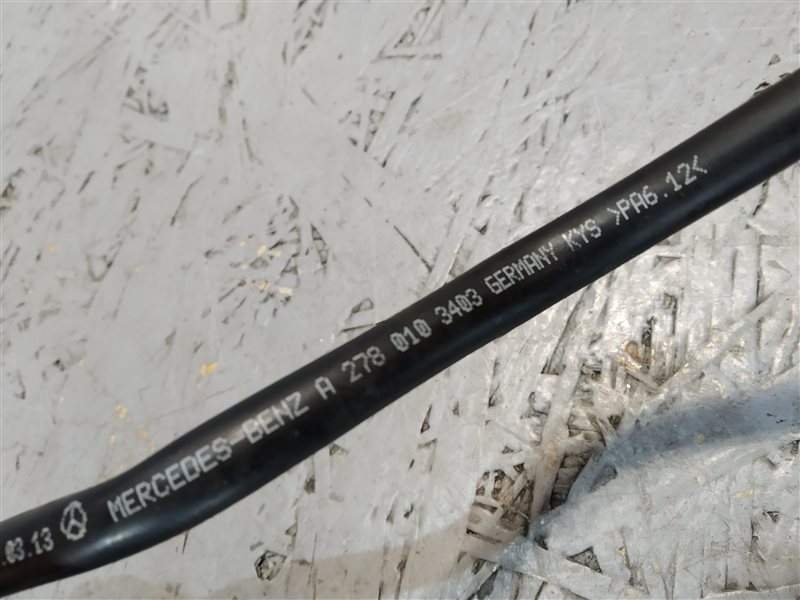 .03.13 MERCEDES-BENZ A 278 010 3403 GERMANY KYS >PA6.12<